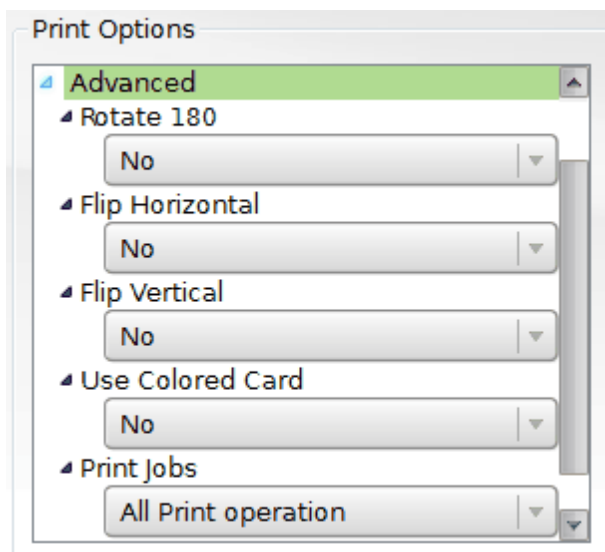 Print Options
Advanced
Rotate 180
No
Flip Horizontal
No
Flip Vertical
No
Use Colored Card
No
Print Jobs
All Print operation